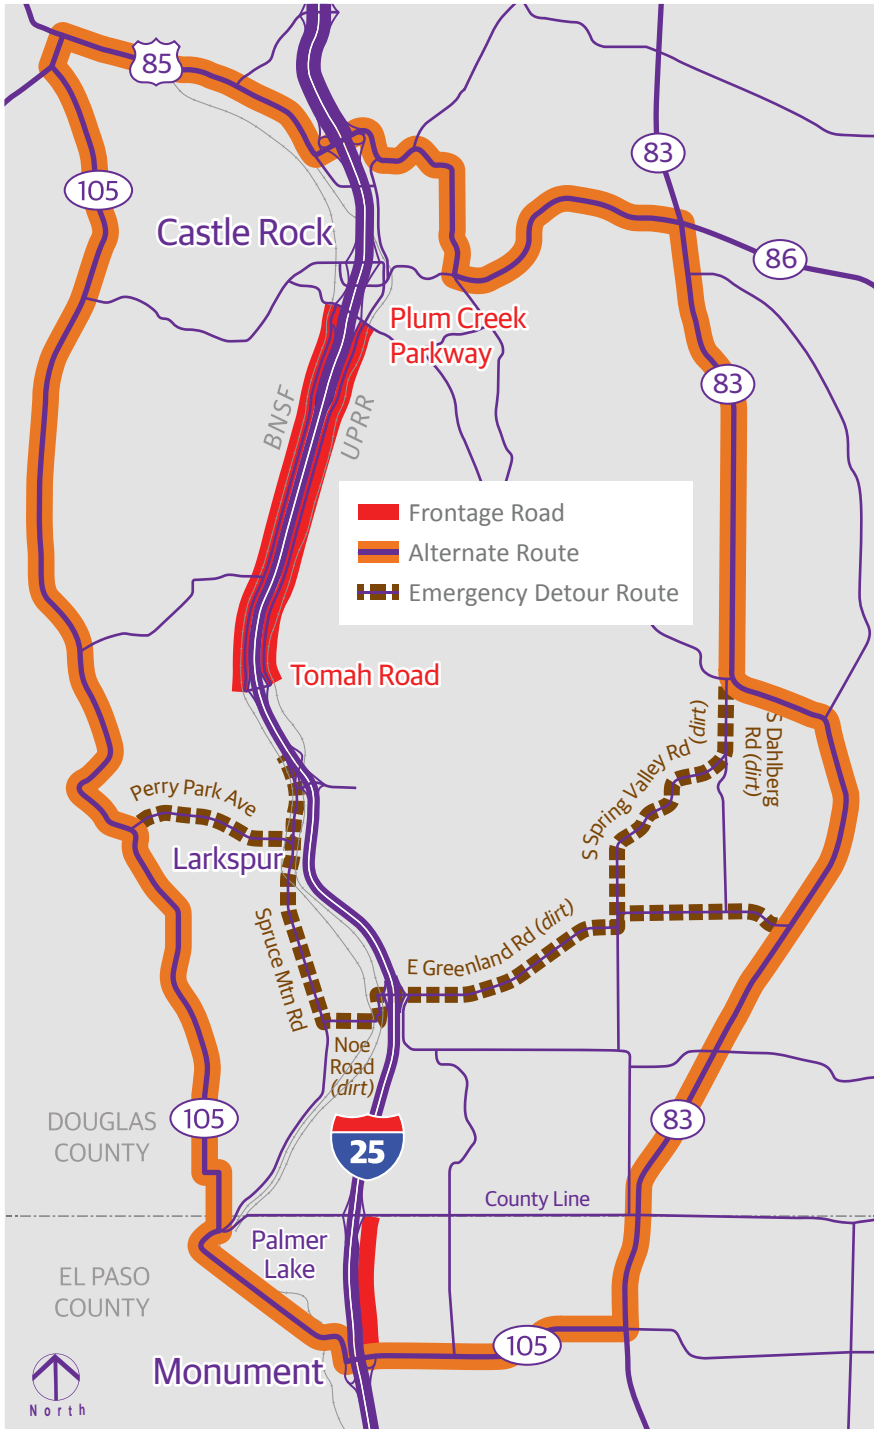 85
83
105
Castle Rock
86
Plum Creek
Parkway
83
BNSF
UPRR
Frontage Road
Alternate Route
Emergency Detour Route
Tomah Road
S Spring Valley Rd (dirt)
S Dahlberg
Rd (dirt)
Perry Park Ave
Larkspur
Spruce Mtn Rd
E Greenland Rd (dirt)
Noe
Road
(dirt)
DOUGLAS
COUNTY
105
25
83
County Line
Palmer
Lake
EL PASO
COUNTY
105
Monument
North